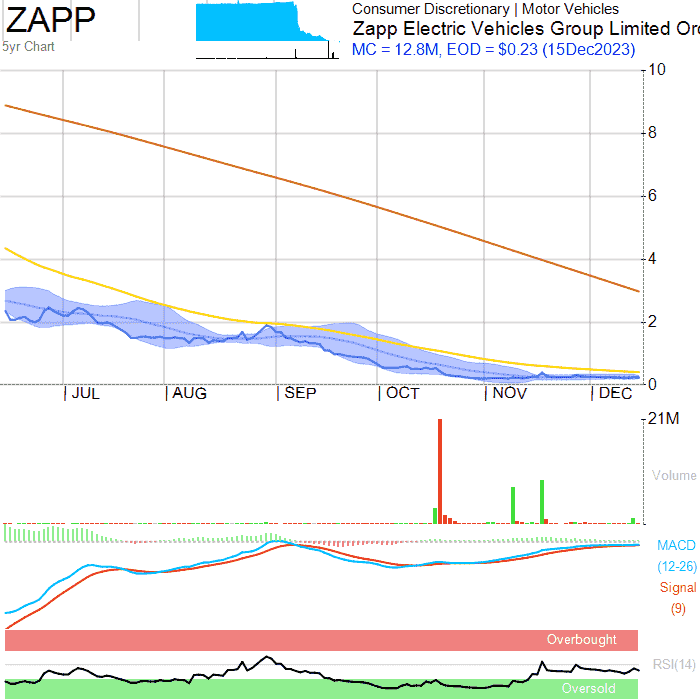 ZAPP
5yr Chart
Consumer Discretionary | Motor Vehicles
Zapp Electric Vehicles Group Limited Orc
MC = 12.8M, EOD = $0.23 (15Dec2023)
10
8
6
4
2
0
JUL AUG SEP OCT NOV DEC
21M
Volume
MACD
(12-26)
Signal
(9)
Overbought
RSI(14)
Oversold